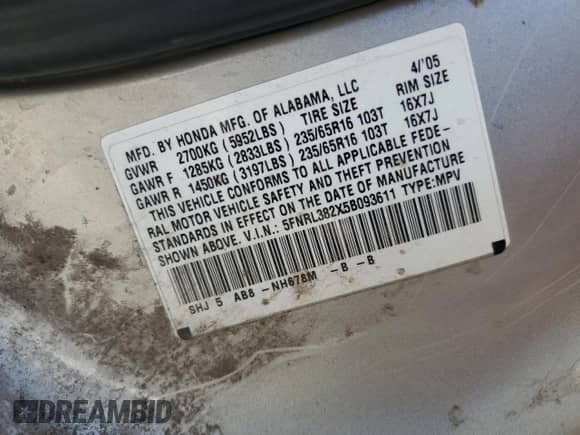 MFD. BY HONDA MFG. OF ALABAMA, LLC 4/'05
GVWR 2700KG (5952LBS) TIRE SIZE RIM SIZE
GAWR F 1285KG (2833LBS) 235/65R16 103T 16X7J
GAWR R 1450KG (3197LBS) 235/65R16 103T 16X7J
THIS VEHICLE CONFORMS TO ALL APPLICABLE FEDE-
RAL MOTOR VEHICLE SAFETY AND THEFT PREVENTION
STANDARDS IN EFFECT ON THE DATE OF MANUFACTURE
SHOWN ABOVE. V.I.N.: 5FNRL382X5B093611 TYPE:MPV
SHJ 5 AB8 -NH678M -B -B
DREAMBID